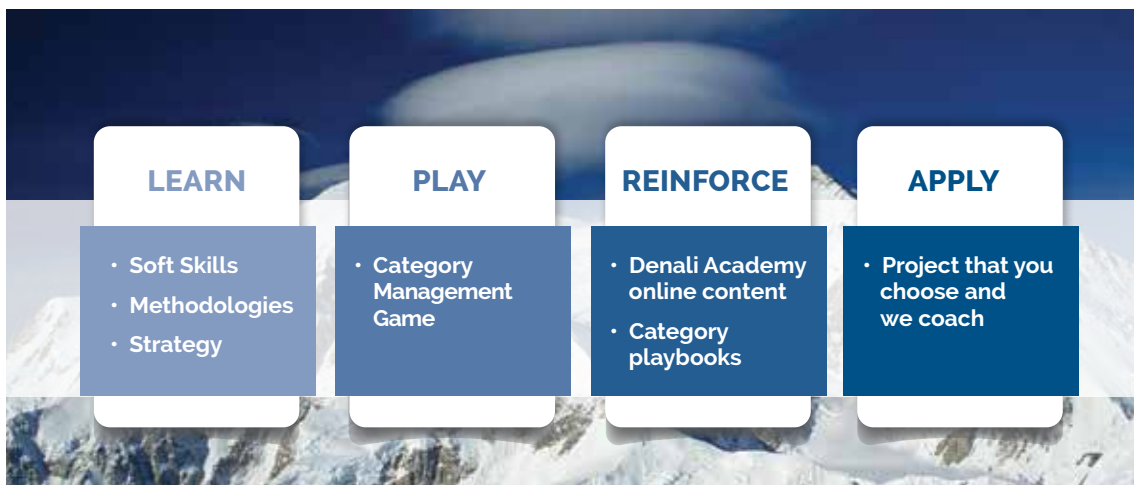 LEARN
• Soft Skills
• Methodologies
• Strategy
PLAY
• Category
Management
Game
REINFORCE
• Denali Academy
online content
• Category
playbooks
APPLY
• Project that you
choose and
we coach